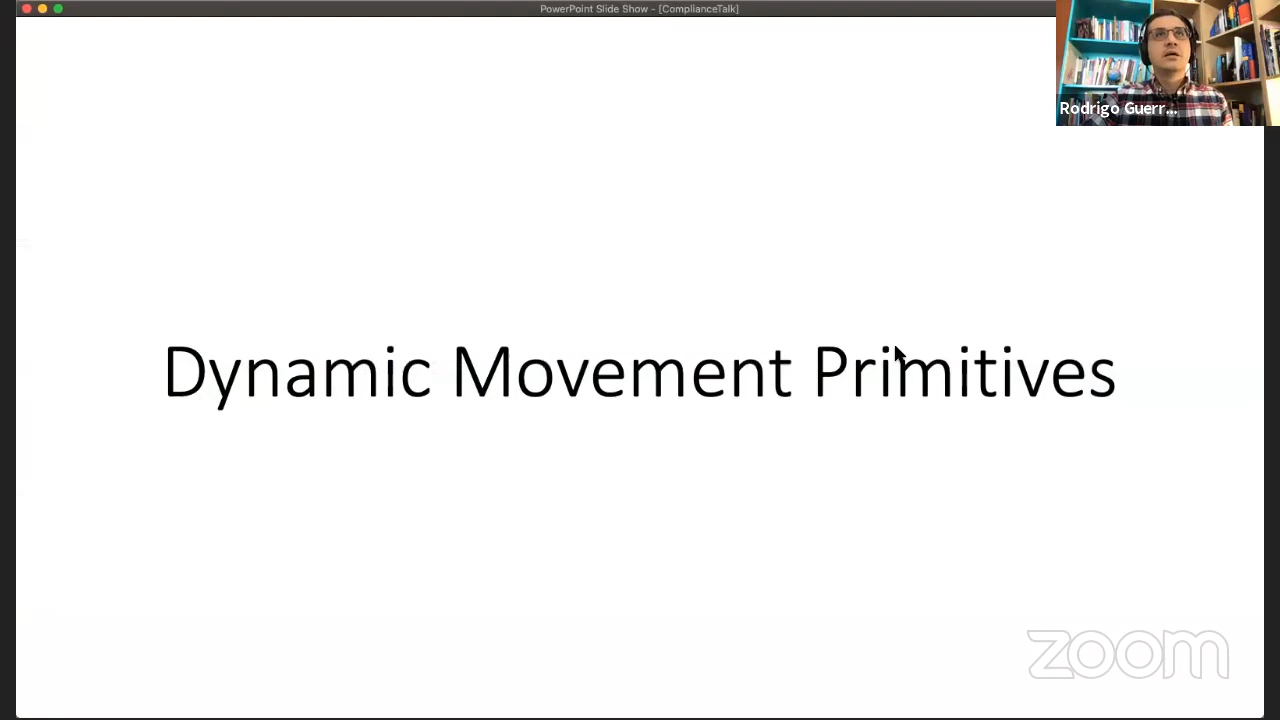 PowerPoint Slide Show - [ComplianceTalk]
Rodrigo Guerr...
Dynamic Movement Primitives
zoom